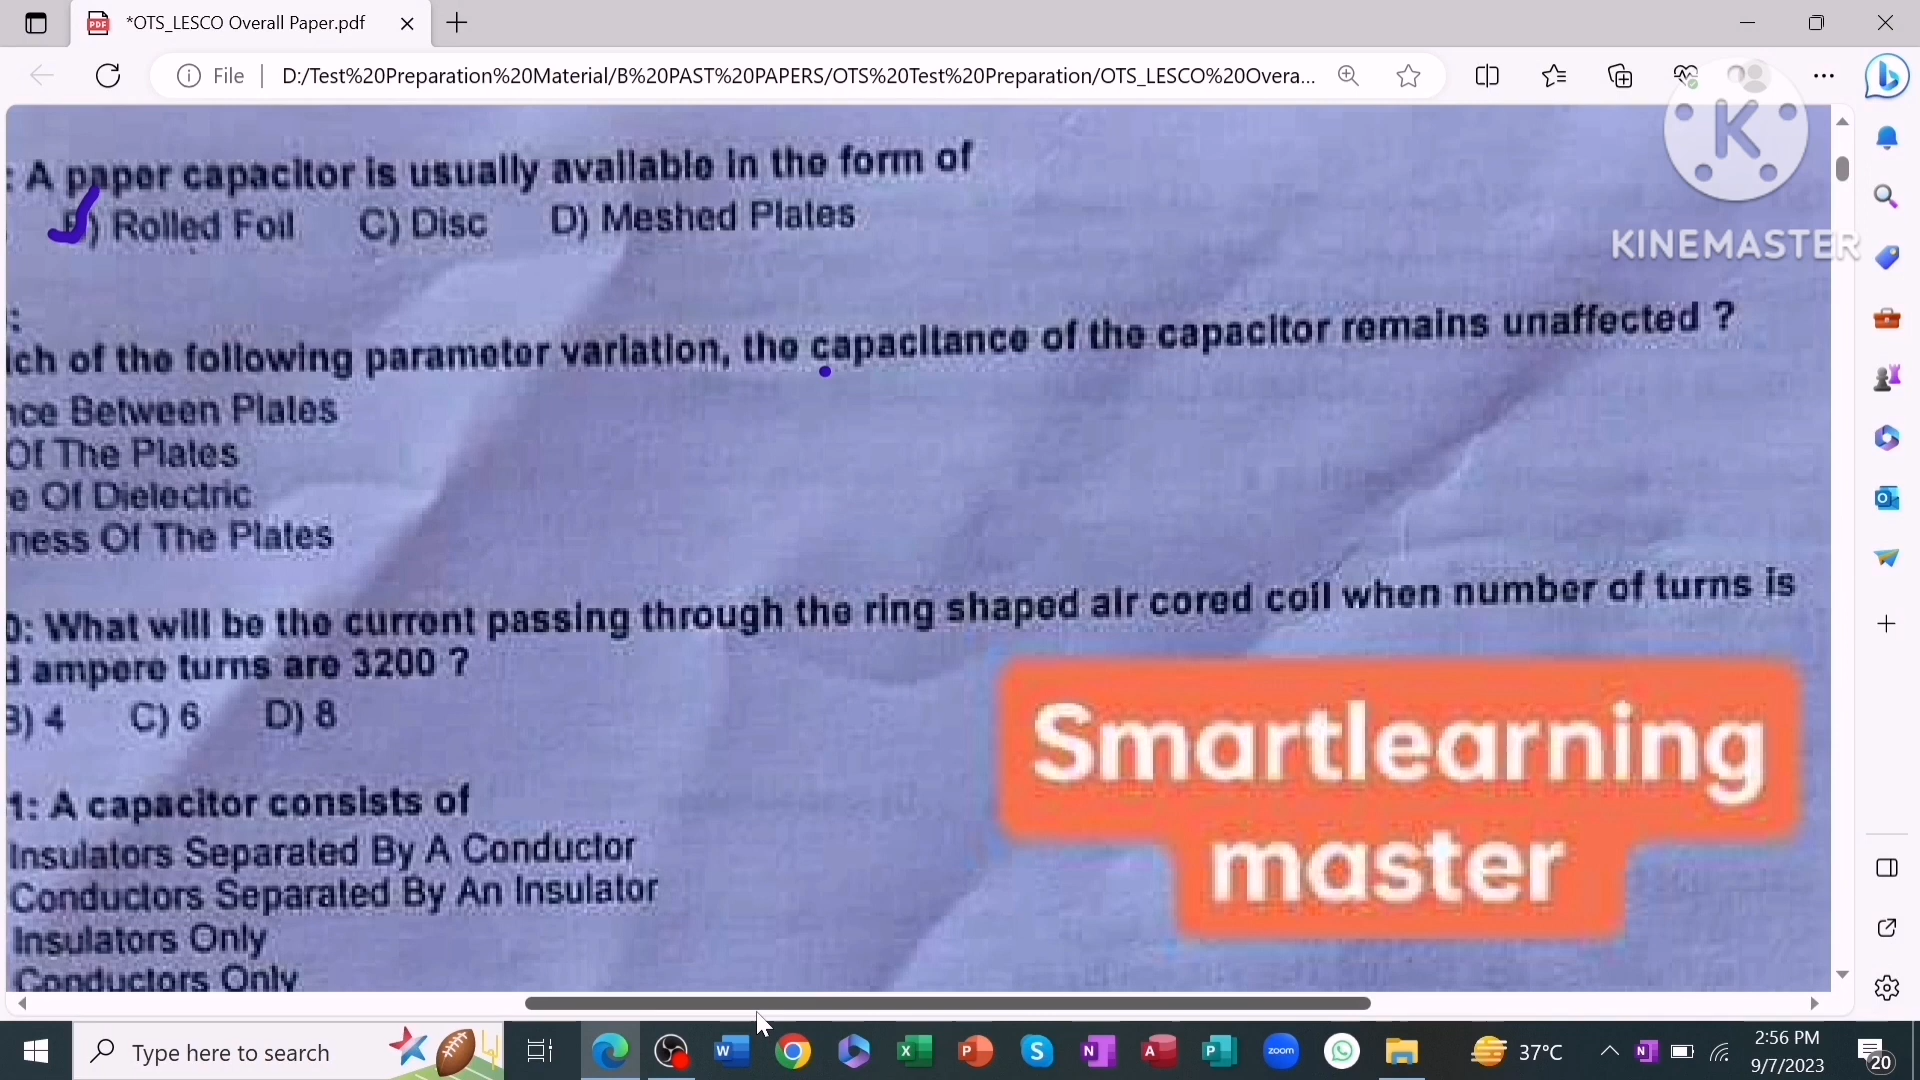 *OTS_LESCO Overall Paper.pdf
File
D:/Test%20Preparation%20Material/B%20PAST%20PAPERS/OTS%20Test%20Preparation/OTS_LESCO%20Overa...
K
KINEMASTER
: A paper capacitor is usually available in the form of
B) Rolled Foil C) Disc D) Meshed Plates
:
ich of the following parameter variation, the capacitance of the capacitor remains unaffected ?
nce Between Plates
Of The Plates
e Of Dielectric
ness Of The Plates
0: What will be the current passing through the ring shaped air cored coil when number of turns is
d ampere turns are 3200 ?
B) 4 C) 6 D) 8
1: A capacitor consists of
Insulators Separated By A Conductor
Conductors Separated By An Insulator
Insulators Only
Conductors Only
Smartlearning
master
Type here to search
zoom
37°C
2:56 PM
9/7/2023
20